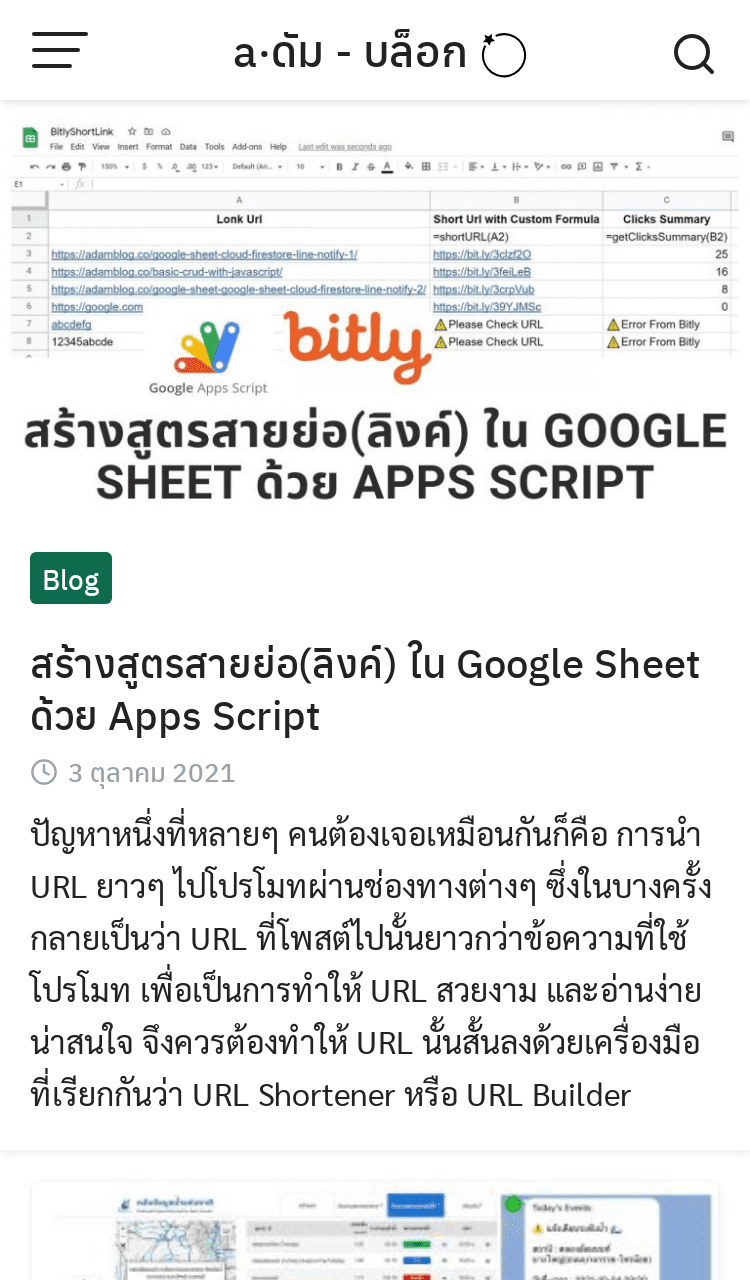 a·ดัม - บล็อก
BitlyShortLink
File Edit View Insert Format Data Tools Add-ons Help Last edit was seconds ago
150% $ % .0 .00 123 Default (Ari... 10 B I S A
E1 fx
A B C
1 Lonk Url Short Url with Custom Formula Clicks Summary
2 =shortURL(A2) =getClicksSummary(B2)
3 https://adamblog.co/google-sheet-cloud-firestore-line-notify-1/ https://bit.ly/3clzf2O 25
4 https://adamblog.co/basic-crud-with-javascript/ https://bit.ly/3feiLeB 16
5 https://adamblog.co/google-sheet-google-sheet-cloud-firestore-line-notify-2/ https://bit.ly/3crpVub 8
6 https://google.com https://bit.ly/39YJMSc 0
7 abcdefg Please Check URL Error From Bitly
8 12345abcde Please Check URL Error From Bitly
bitly
Google Apps Script
สร้างสูตรสายย่อ(ลิงค์) ใน GOOGLE
SHEET ด้วย APPS SCRIPT
Blog
สร้างสูตรสายย่อ(ลิงค์) ใน Google Sheet
ด้วย Apps Script
3 ตุลาคม 2021
ปัญหาหนึ่งที่หลายๆ คนต้องเจอเหมือนกันก็คือ การนำ
URL ยาวๆ ไปโปรโมทผ่านช่องทางต่างๆ ซึ่งในบางครั้ง
กลายเป็นว่า URL ที่โพสต์ไปนั้นยาวกว่าข้อความที่ใช้
โปรโมท เพื่อเป็นการทำให้ URL สวยงาม และอ่านง่าย
น่าสนใจ จึงควรต้องทำให้ URL นั้นสั้นลงด้วยเครื่องมือ
ที่เรียกกันว่า URL Shortener หรือ URL Builder
Today's Events